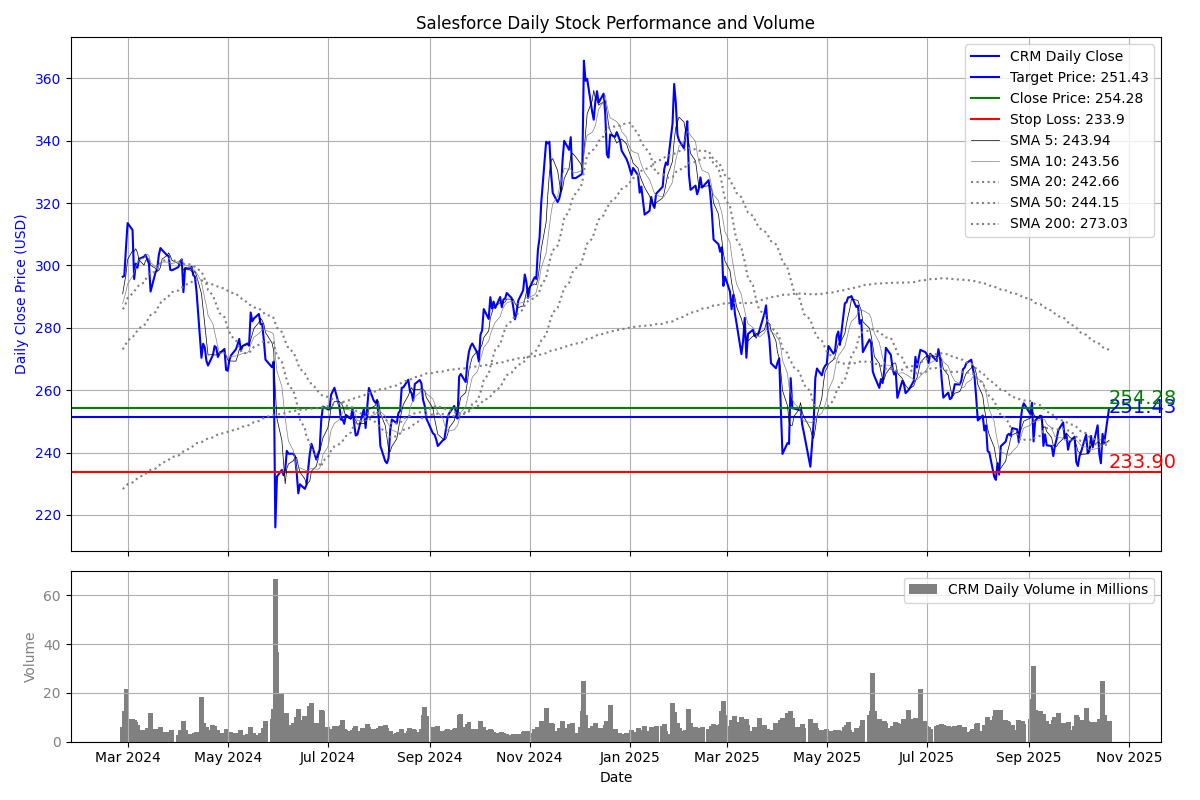 Salesforce Daily Stock Performance and Volume
Daily Close Price (USD)
360
340
320
300
280
260
240
220
CRM Daily Close
Target Price: 251.43
Close Price: 254.28
Stop Loss: 233.9
SMA 5: 243.94
SMA 10: 243.56
SMA 20: 242.66
SMA 50: 244.15
SMA 200: 273.03
254.28
251.43
233.90
Volume
60
40
20
0
CRM Daily Volume in Millions
Mar 2024 May 2024 Jul 2024 Sep 2024 Nov 2024 Jan 2025 Mar 2025 May 2025 Jul 2025 Sep 2025 Nov 2025
Date